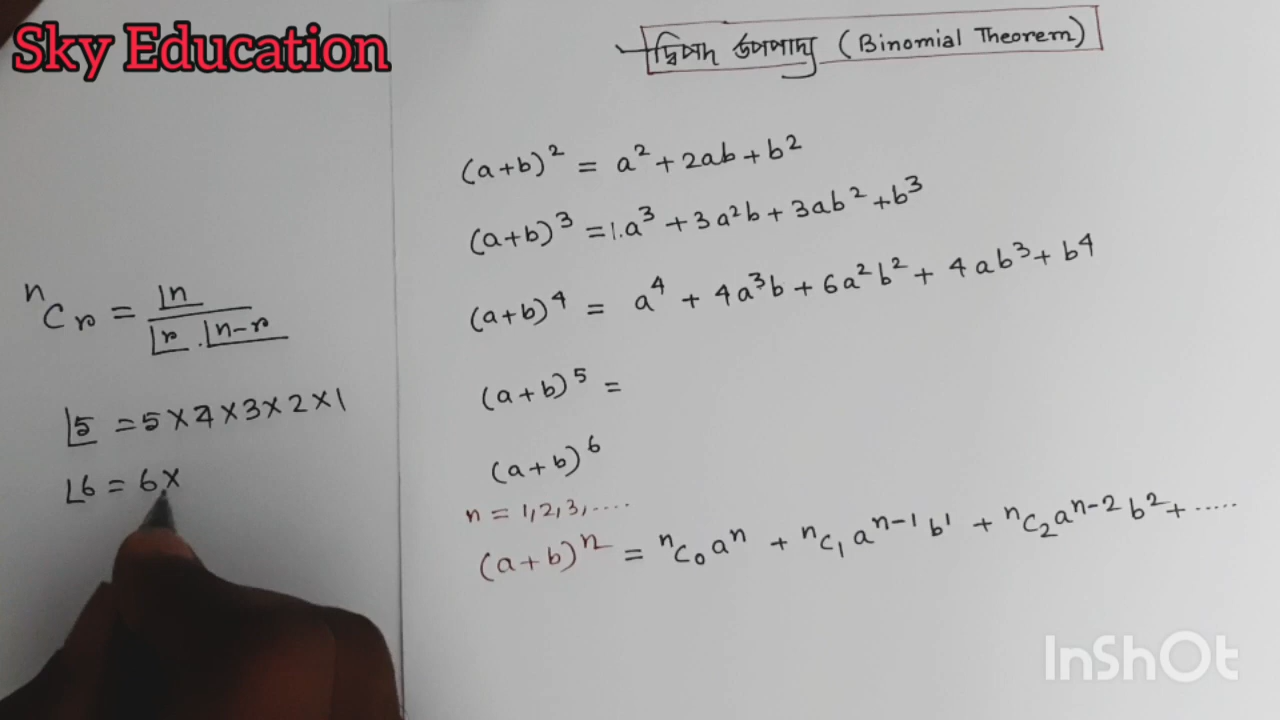 Sky Education
দ্বিপদ উপপাদ্য (Binomial Theorem)
(a+b)² = a² + 2ab + b²
(a+b)³ = 1.a³ + 3a²b + 3ab² + b³
(a+b)⁴ = a⁴ + 4a³b + 6a²b² + 4ab³ + b⁴
(a+b)⁵ =
(a+b)⁶
n = 1,2,3,....
(a+b)ⁿ = ⁿC₀aⁿ + ⁿC₁aⁿ⁻¹b¹ + ⁿC₂aⁿ⁻²b² + .....
ⁿCᵣ = |n / |r . |n-r
|5 = 5×4×3×2×1
|6 = 6×
InShOt